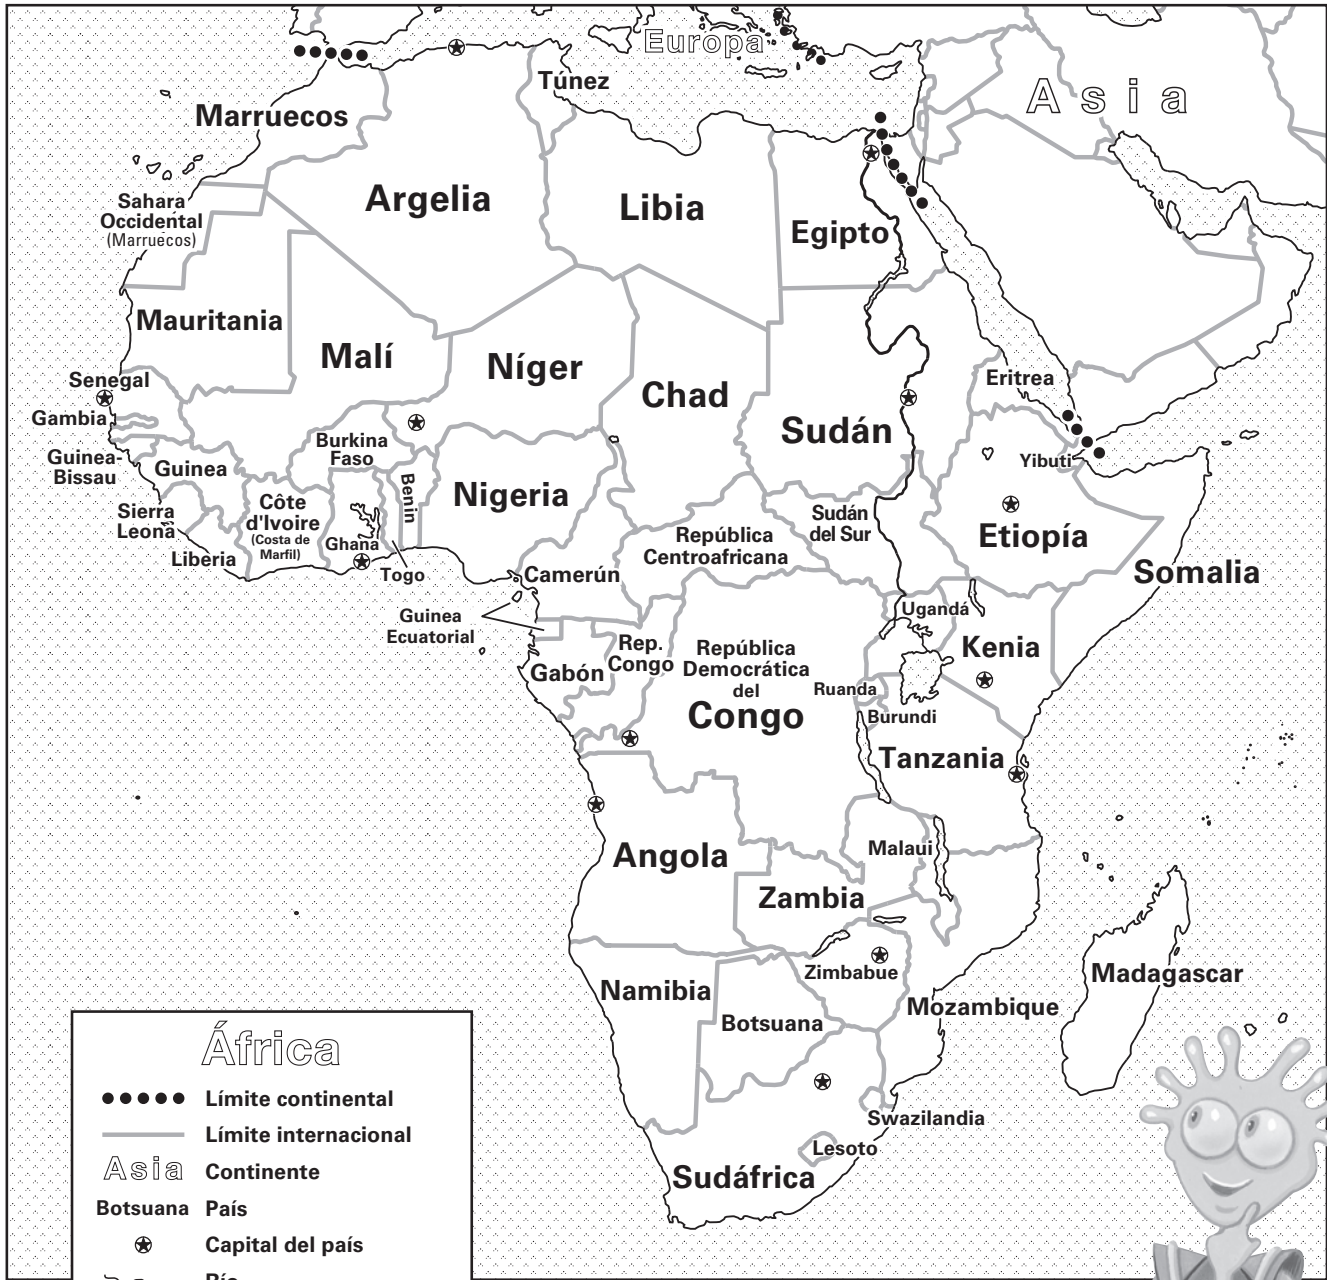 Europa
Asia
Túnez
Marruecos
Argelia
Libia
Egipto
Sahara
Occidental
(Marruecos)
Mauritania
Malí
Níger
Chad
Sudán
Eritrea
Senegal
Gambia
Guinea-
Bissau
Guinea
Burkina
Faso
Benin
Nigeria
Yibuti
Sierra
Leona
Côte
d'Ivoire
(Costa de
Marfil)
Ghana
Liberia
Togo
Camerún
República
Centroafricana
Sudán
del Sur
Etiopía
Somalia
Guinea
Ecuatorial
Gabón
Rep.
Congo
República
Democrática
del
Congo
Ugandá
Kenia
Ruanda
Burundi
Tanzania
Angola
Malaui
Zambia
Zimbabue
Mozambique
Madagascar
Namibia
Botsuana
Swazilandia
Lesoto
Sudáfrica
África
Límite continental
Límite internacional
Asia Continente
Botsuana País
Capital del país
Río